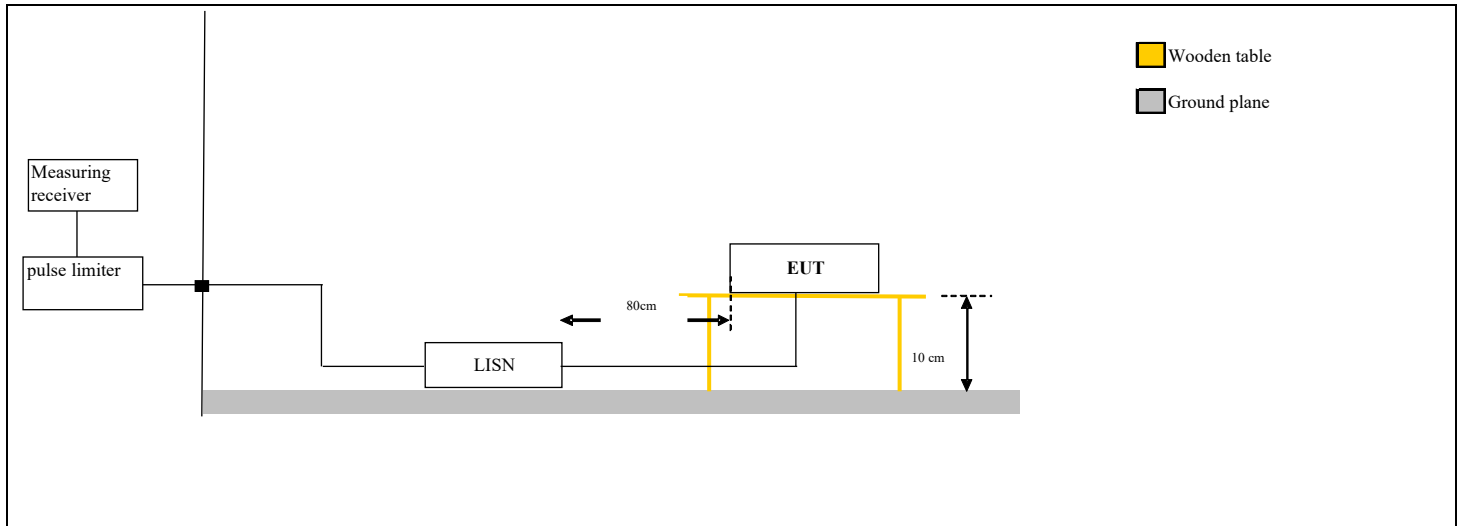 Wooden table
Ground plane
Measuring
receiver
pulse limiter
EUT
80cm
LISN
10 cm